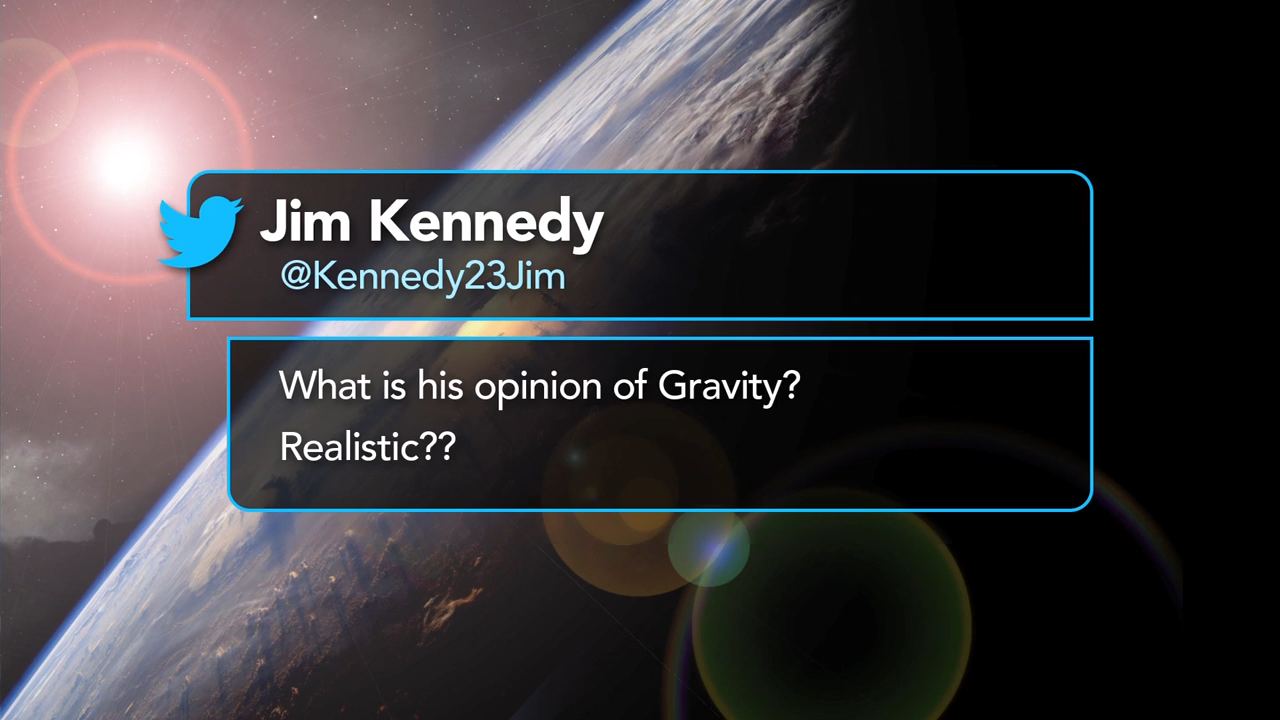 Jim Kennedy
@Kennedy23Jim
What is his opinion of Gravity?
Realistic??